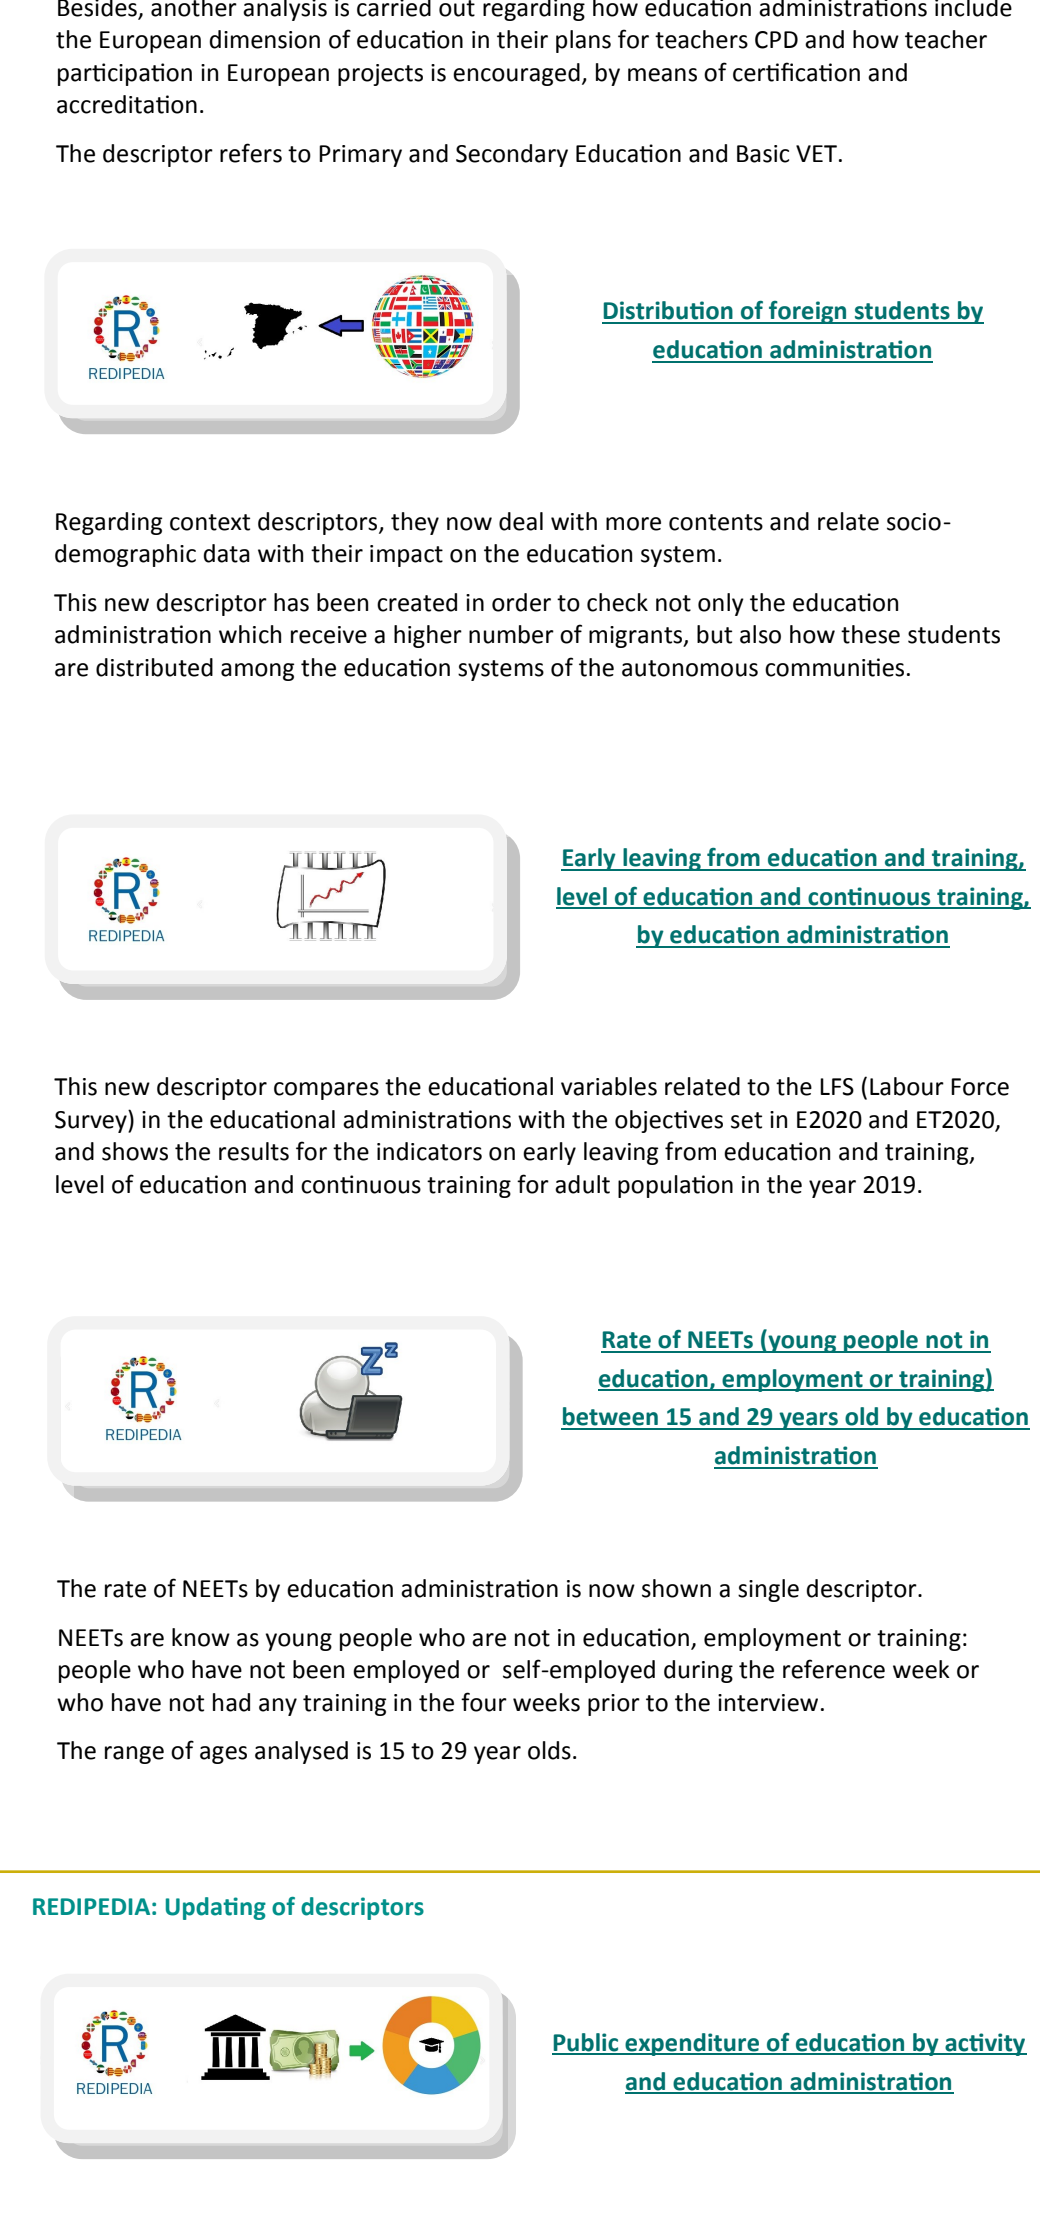 Besides, another analysis is carried out regarding how education administrations include
the European dimension of education in their plans for teachers CPD and how teacher
participation in European projects is encouraged, by means of certification and
accreditation.
The descriptor refers to Primary and Secondary Education and Basic VET.
R
REDIPEDIA
Distribution of foreign students by
education administration
Regarding context descriptors, they now deal with more contents and relate socio-
demographic data with their impact on the education system.
This new descriptor has been created in order to check not only the education
administration which receive a higher number of migrants, but also how these students
are distributed among the education systems of the autonomous communities.
R
REDIPEDIA
Early leaving from education and training,
level of education and continuous training,
by education administration
This new descriptor compares the educational variables related to the LFS (Labour Force
Survey) in the educational administrations with the objectives set in E2020 and ET2020,
and shows the results for the indicators on early leaving from education and training,
level of education and continuous training for adult population in the year 2019.
R
REDIPEDIA
Z Z
Rate of NEETs (young people not in
education, employment or training)
between 15 and 29 years old by education
administration
The rate of NEETs by education administration is now shown a single descriptor.
NEETs are know as young people who are not in education, employment or training:
people who have not been employed or  self-employed during the reference week or
who have not had any training in the four weeks prior to the interview.
The range of ages analysed is 15 to 29 year olds.
REDIPEDIA: Updating of descriptors
R
REDIPEDIA
Public expenditure of education by activity
and education administration